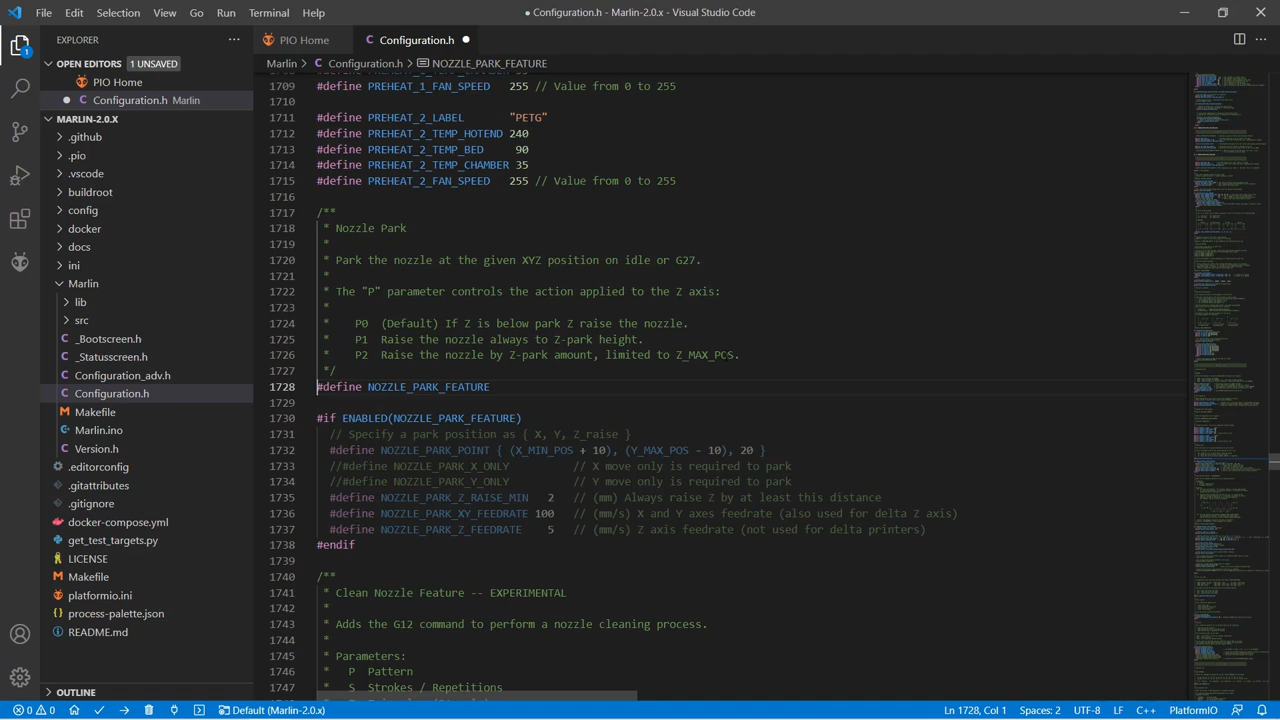 File Edit Selection View Go Run Terminal Help
● Configuration.h - Marlin-2.0.x - Visual Studio Code
EXPLORER
PIO Home
Configuration.h
OPEN EDITORS 1 UNSAVED
PIO Home
Configuration.h Marlin
MARLIN-2.0.X
.github
.pio
.vscode
buildroot
config
docker
docs
ini
Marlin
lib
src
_Bootscreen.h
_Statusscreen.h
Configuration_adv.h
Configuration.h
Makefile
Marlin.ino
Version.h
.editorconfig
.gitattributes
.gitignore
docker-compose.yml
get_test_targets.py
LICENSE
Makefile
platformio.ini
process-palette.json
README.md
OUTLINE
Marlin > Configuration.h > NOZZLE_PARK_FEATURE
1709 #define PREHEAT_1_FAN_SPEED 255 // Value from 0 to 255
1710
1711 #define PREHEAT_2_LABEL "PETG"
1712 #define PREHEAT_2_TEMP_HOTEND 240
1713 #define PREHEAT_2_TEMP_BED 90
1714 #define PREHEAT_2_TEMP_CHAMBER 35
1715 #define PREHEAT_2_FAN_SPEED 255 // Value from 0 to 255
1716
1717 /**
1718 * Nozzle Park
1719 *
1720 * Park the nozzle at the given XYZ position on idle or G27.
1721 *
1722 * The "P" parameter controls the action applied to the Z axis:
1723 *
1724 * P0 (Default) If Z is below park Z raise the nozzle.
1725 * P1 Raise the nozzle always to Z-park height.
1726 * P2 Raise the nozzle by Z-park amount, limited to Z_MAX_POS.
1727 */
1728 #define NOZZLE_PARK_FEATURE
1729
1730 #if ENABLED(NOZZLE_PARK_FEATURE)
1731 // Specify a park position as { X, Y, Z_raise }
1732 #define NOZZLE_PARK_POINT { (X_MIN_POS + 10), (Y_MAX_POS - 10), 20 }
1733 //#define NOZZLE_PARK_X_ONLY // X move only is required to park
1734 //#define NOZZLE_PARK_Y_ONLY // Y move only is required to park
1735 #define NOZZLE_PARK_Z_RAISE_MIN 2 // (mm) Always raise Z by at least this distance
1736 #define NOZZLE_PARK_XY_FEEDRATE 100 // (mm/s) X and Y axes feedrate (also used for delta Z axis)
1737 #define NOZZLE_PARK_Z_FEEDRATE 5 // (mm/s) Z axis feedrate (not used for delta printers)
1738 #endif
1739
1740 /**
1741 * Clean Nozzle Feature -- EXPERIMENTAL
1742 *
1743 * Adds the G12 command to perform a nozzle cleaning process.
1744 *
1745 * Parameters:
1746 * P Pattern
1747 * S Strokes / Repetitions
0 0 Default (Marlin-2.0.x) Ln 1728, Col 1 Spaces: 2 UTF-8 LF C++ PlatformIO